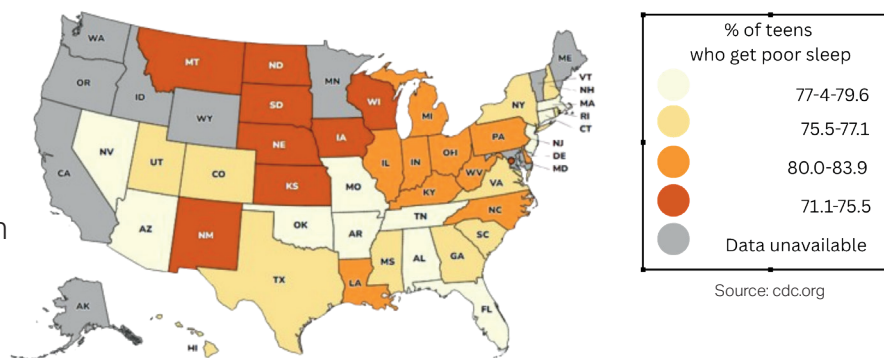 WA
OR
CA
NV
ID
MT
WY
UT
AZ
CO
NM
ND
SD
NE
KS
OK
TX
MN
IA
MO
AR
LA
WI
IL
MI
IN
OH
KY
TN
MS
AL
GA
FL
SC
NC
VA
WV
PA
NY
ME
VT
NH
MA
RI
CT
NJ
DE
MD
AK
HI
n
% of teens
who get poor sleep
77-4-79.6
75.5-77.1
80.0-83.9
71.1-75.5
Data unavailable
Source: cdc.org